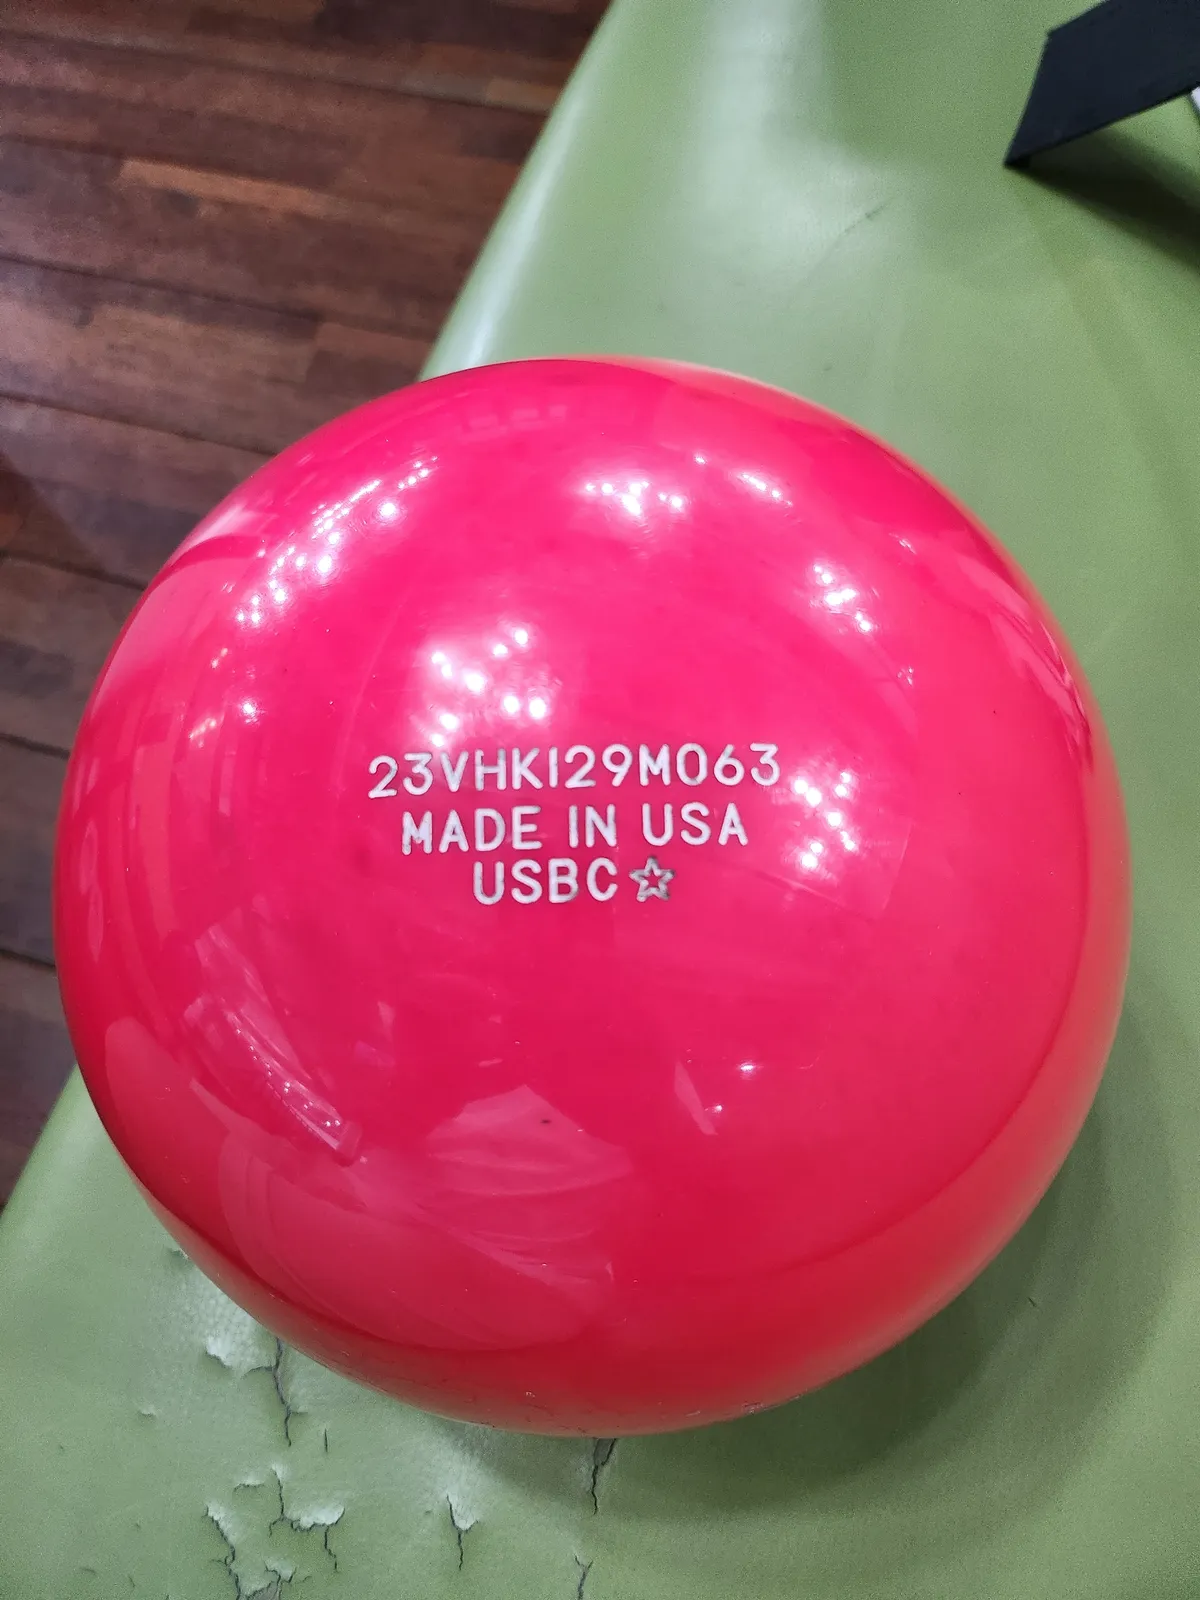 23VHK129M063
MADE IN USA
USBC☆